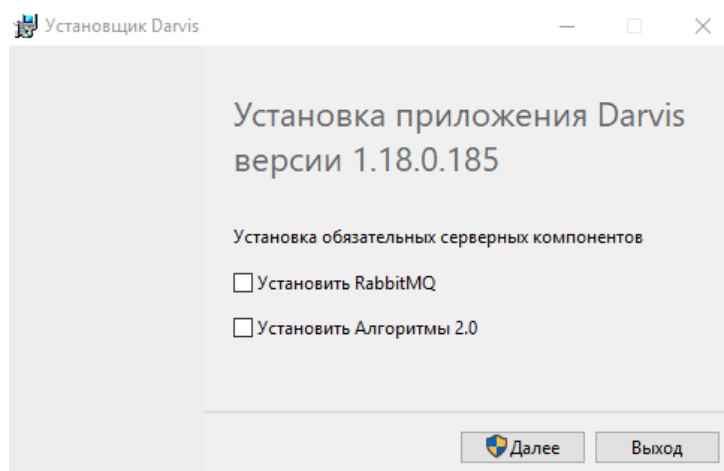 Установщик Darvis
Установка приложения Darvis
версии 1.18.0.185
Установка обязательных серверных компонентов
Установить RabbitMQ
Установить Алгоритмы 2.0
Далее
Выход